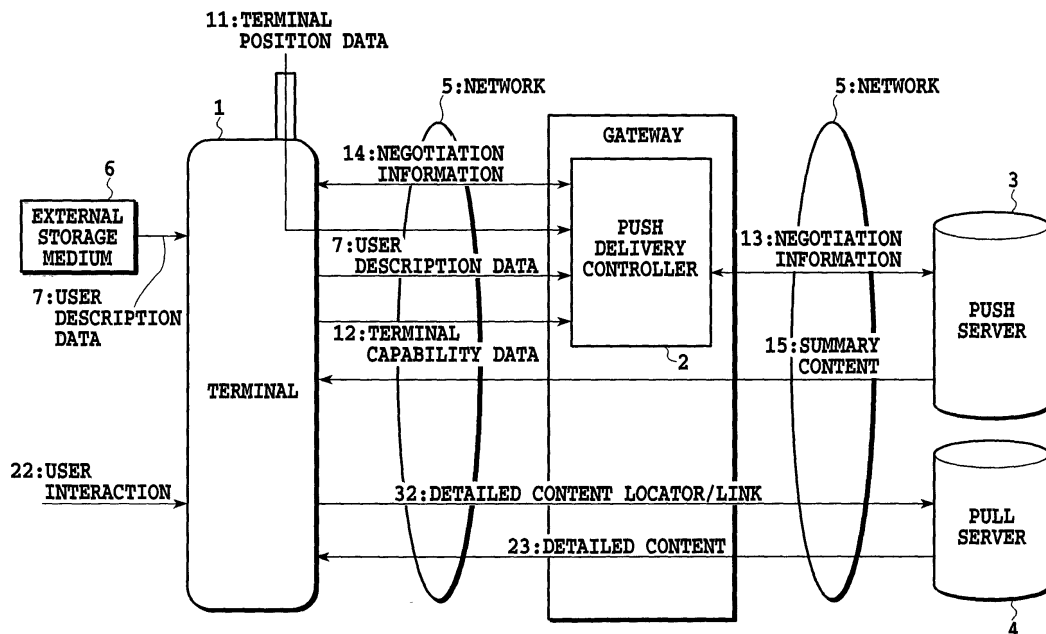 11:TERMINAL
POSITION DATA
1
5:NETWORK
5:NETWORK
GATEWAY
14:NEGOTIATION
INFORMATION
6
EXTERNAL
STORAGE
MEDIUM
7:USER
DESCRIPTION
DATA
PUSH
DELIVERY
CONTROLLER
3
13:NEGOTIATION
INFORMATION
7:USER
DESCRIPTION DATA
PUSH
SERVER
12:TERMINAL
CAPABILITY DATA
2
15:SUMMARY
CONTENT
TERMINAL
22:USER
INTERACTION
32:DETAILED CONTENT LOCATOR/LINK
PULL
SERVER
23:DETAILED CONTENT
4